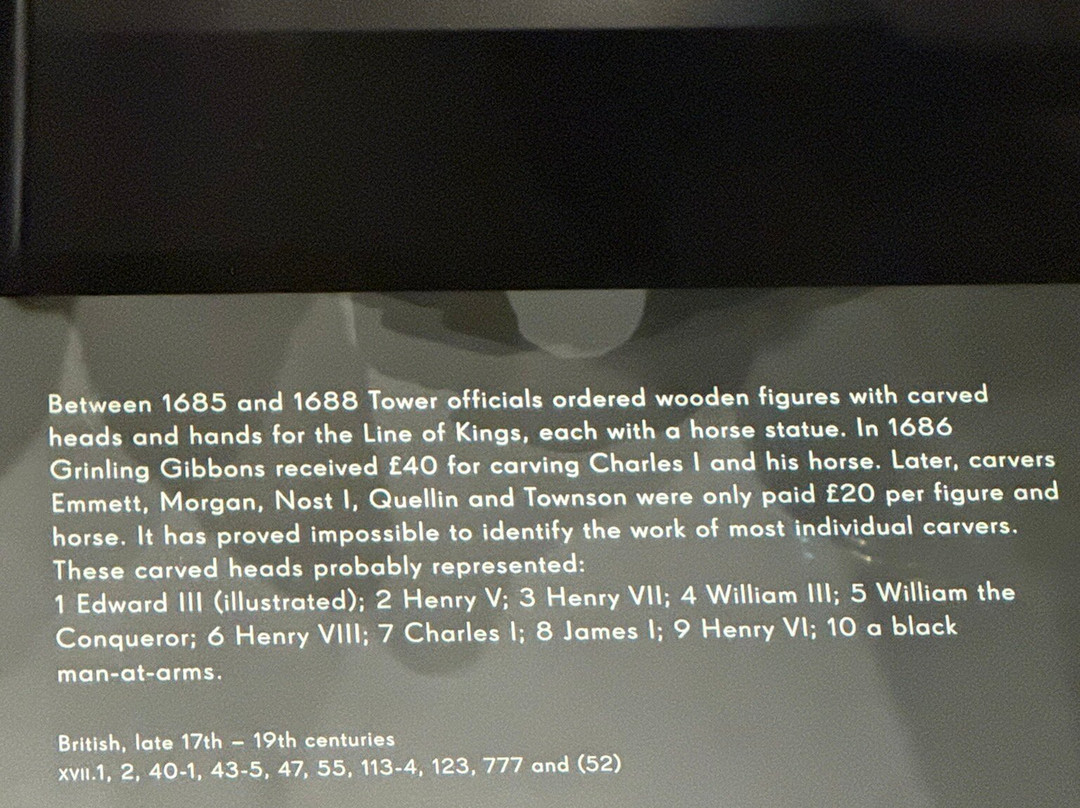 Between 1685 and 1688 Tower officials ordered wooden figures with carved
heads and hands for the Line of Kings, each with a horse statue. In 1686
Grinling Gibbons received £40 for carving Charles I and his horse. Later, carvers
Emmett, Morgan, Nost I, Quellin and Townson were only paid £20 per figure and
horse. It has proved impossible to identify the work of most individual carvers.
These carved heads probably represented:
1 Edward III (illustrated); 2 Henry V; 3 Henry VII; 4 William III; 5 William the
Conqueror; 6 Henry VIII; 7 Charles I; 8 James I; 9 Henry VI; 10 a black
man-at-arms.
British, late 17th – 19th centuries
XVII.1, 2, 40-1, 43-5, 47, 55, 113-4, 123, 777 and (52)